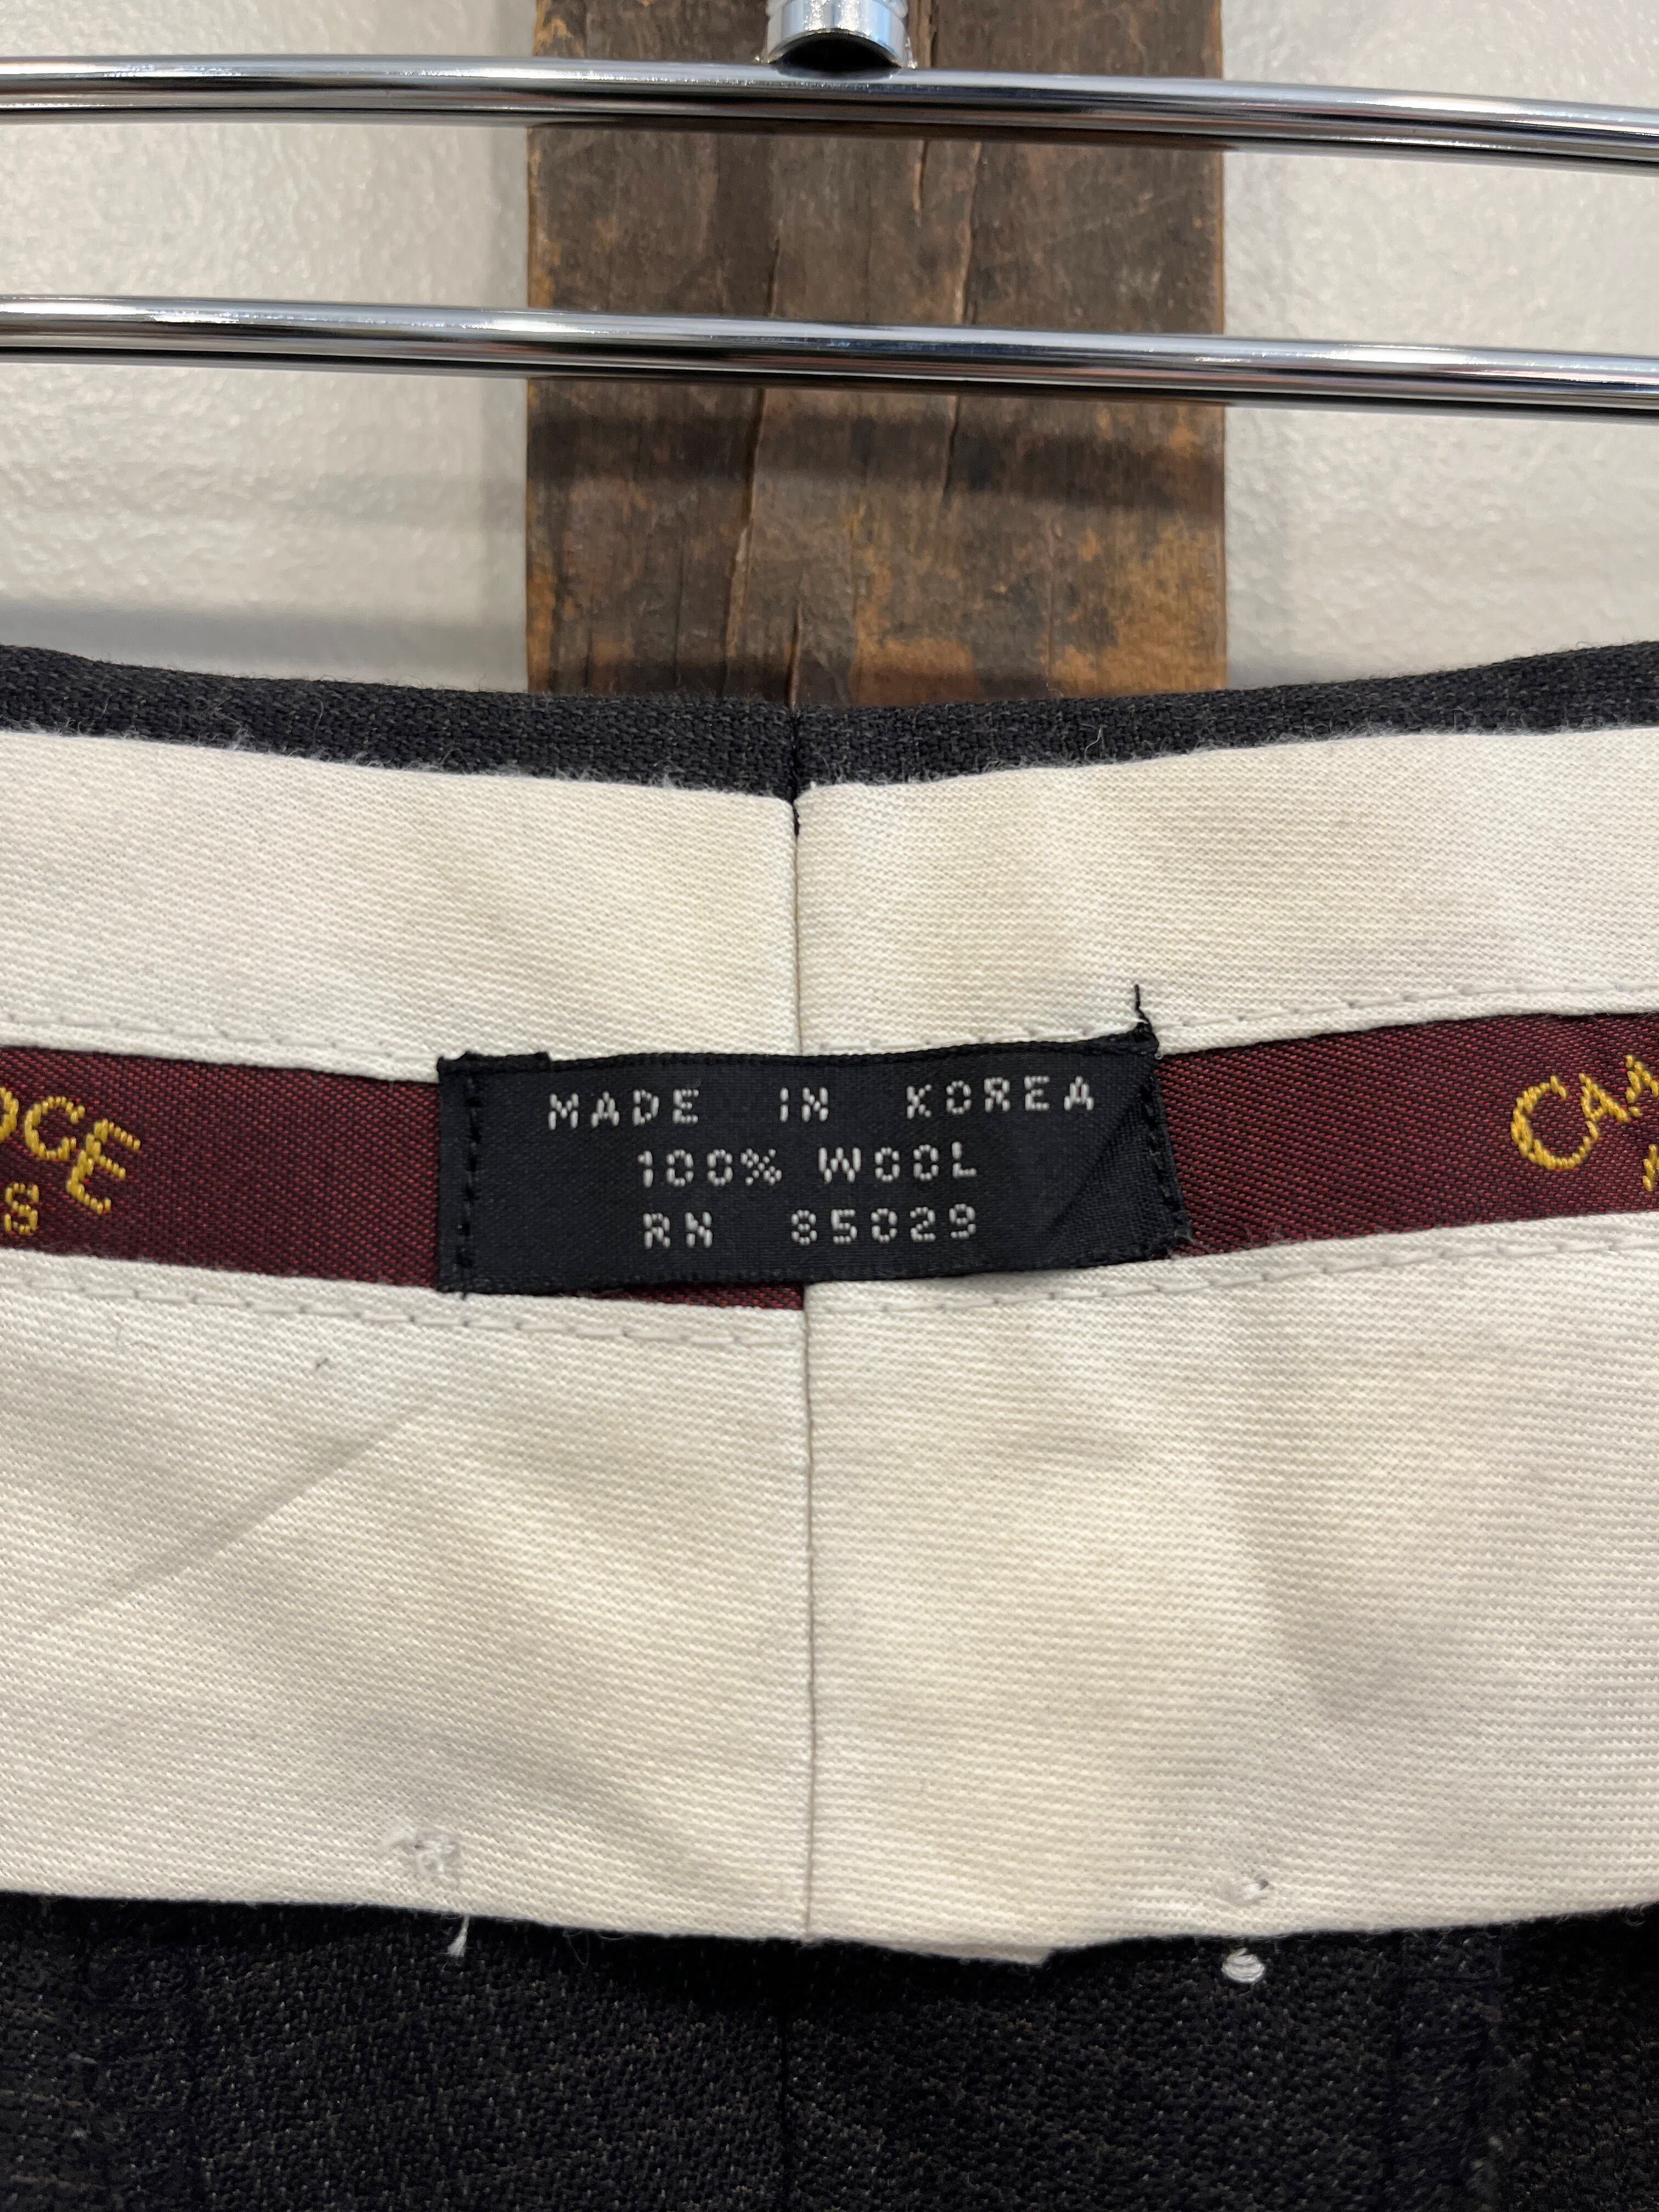 MADE IN KOREA
100% WOOL
RN 85029